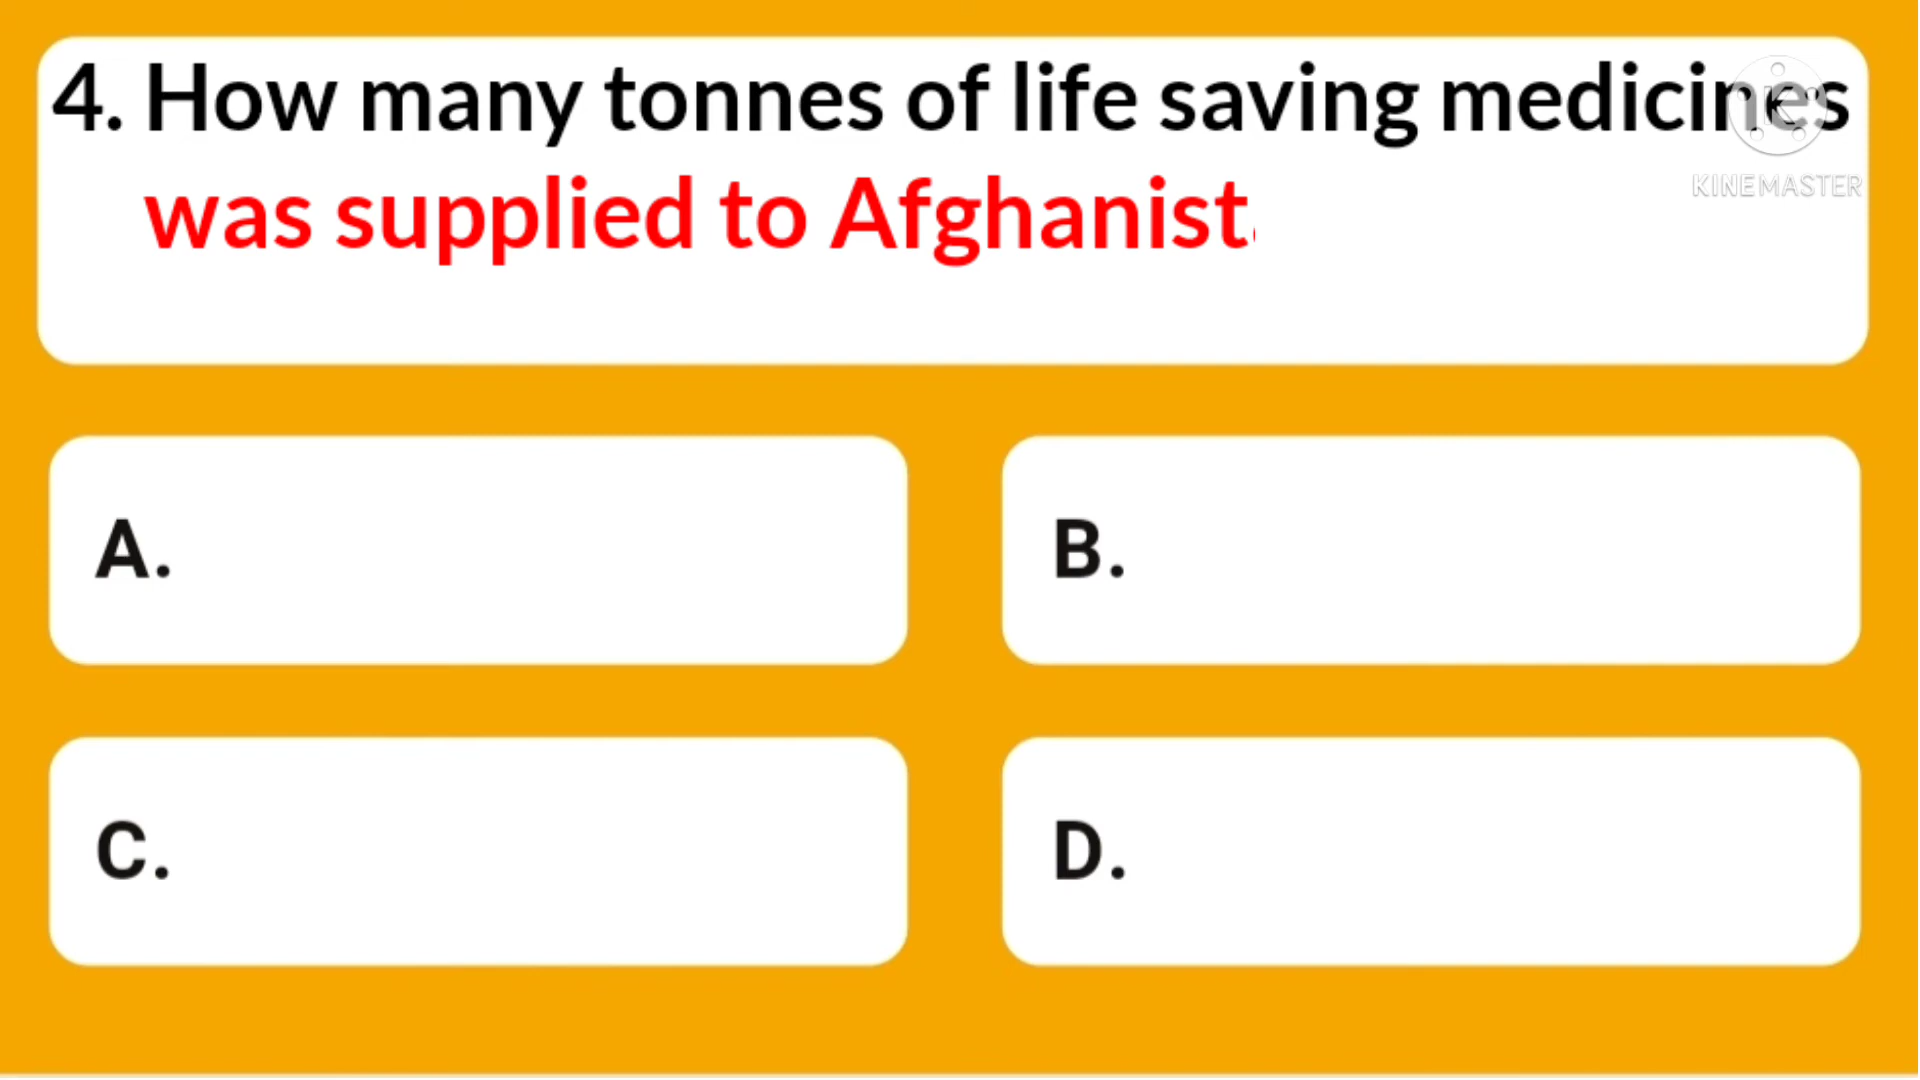 4. How many tonnes of life saving medicines
was supplied to Afghanist
KINEMASTER
A.
B.
C.
D.